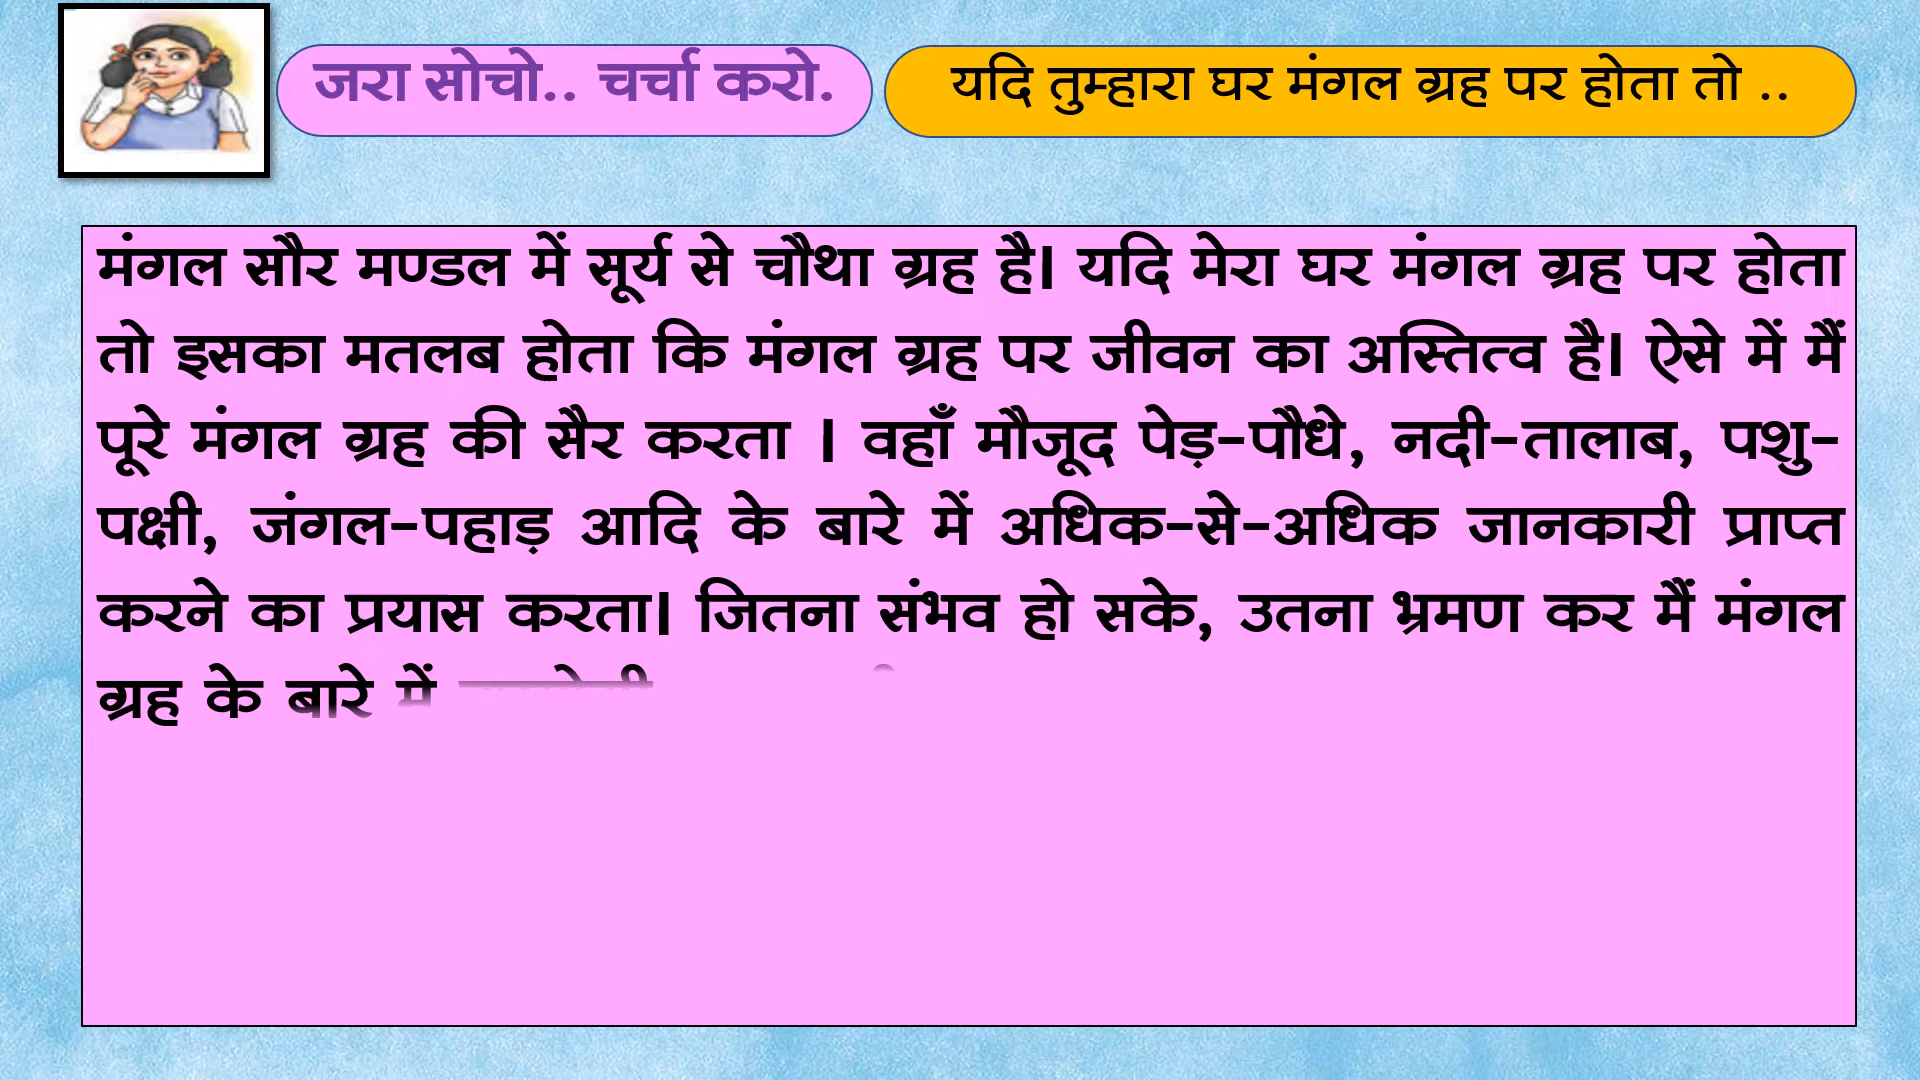 जरा सोचो.. चर्चा करो.
यदि तुम्हारा घर मंगल ग्रह पर होता तो ..
मंगल सौर मण्डल में सूर्य से चौथा ग्रह है। यदि मेरा घर मंगल ग्रह पर होता
तो इसका मतलब होता कि मंगल ग्रह पर जीवन का अस्तित्व है। ऐसे में मैं
पूरे मंगल ग्रह की सैर करता । वहाँ मौजूद पेड़-पौधे, नदी-तालाब, पशु-
पक्षी, जंगल-पहाड़ आदि के बारे में अधिक-से-अधिक जानकारी प्राप्त
करने का प्रयास करता। जितना संभव हो सके, उतना भ्रमण कर मैं मंगल
ग्रह के बारे में